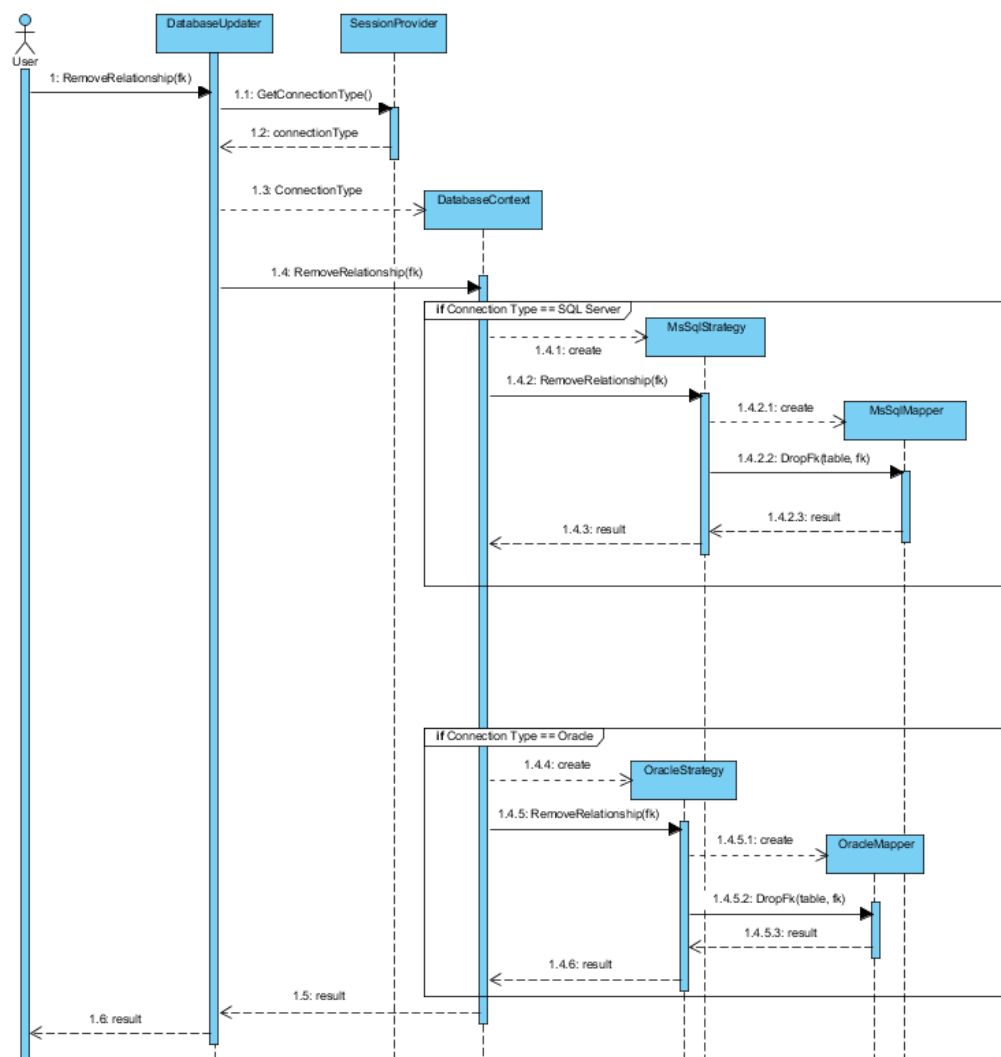 DatabaseUpdater
SessionProvider
User
1: RemoveRelationship(fk)
1.1: GetConnectionType()
1.2: connectionType
1.3: ConnectionType
DatabaseContext
1.4: RemoveRelationship(fk)
if Connection Type == SQL Server
MsSqlStrategy
1.4.1: create
1.4.2: RemoveRelationship(fk)
1.4.2.1: create
MsSqlMapper
1.4.2.2: DropFk(table, fk)
1.4.2.3: result
1.4.3: result
if Connection Type == Oracle
1.4.4: create
OracleStrategy
1.4.5: RemoveRelationship(fk)
1.4.5.1: create
OracleMapper
1.4.5.2: DropFk(table, fk)
1.4.5.3: result
1.4.6: result
1.5: result
1.6: result